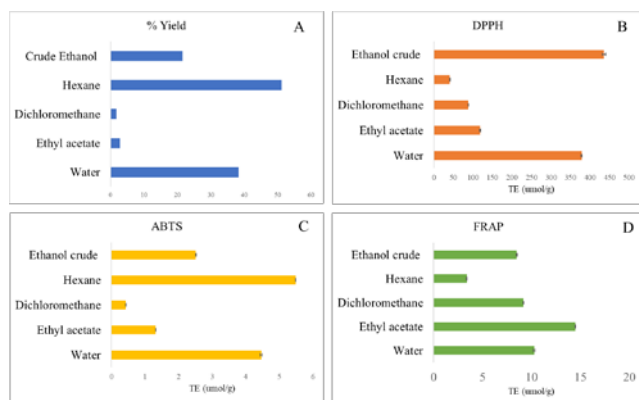 % Yield
A
Crude Ethanol
Hexane
Dichloromethane
Ethyl acetate
Water
0 10 20 30 40 50 60
DPPH
B
Ethanol crude
Hexane
Dichloromethane
Ethyl acetate
Water
0 50 100 150 200 250 300 350 400 450 500
TE (umol/g)
ABTS
C
Ethanol crude
Hexane
Dichloromethane
Ethyl acetate
Water
0 1 2 3 4 5 6
TE (umol/g)
FRAP
D
Ethanol crude
Hexane
Dichloromethane
Ethyl acetate
Water
0 5 10 15 20
TE (umol/g)